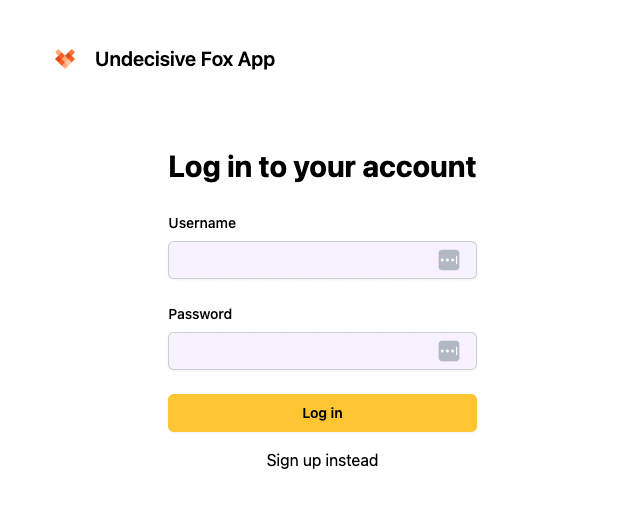 Undecisive Fox App
Log in to your account
Username
Password
Log in
Sign up instead